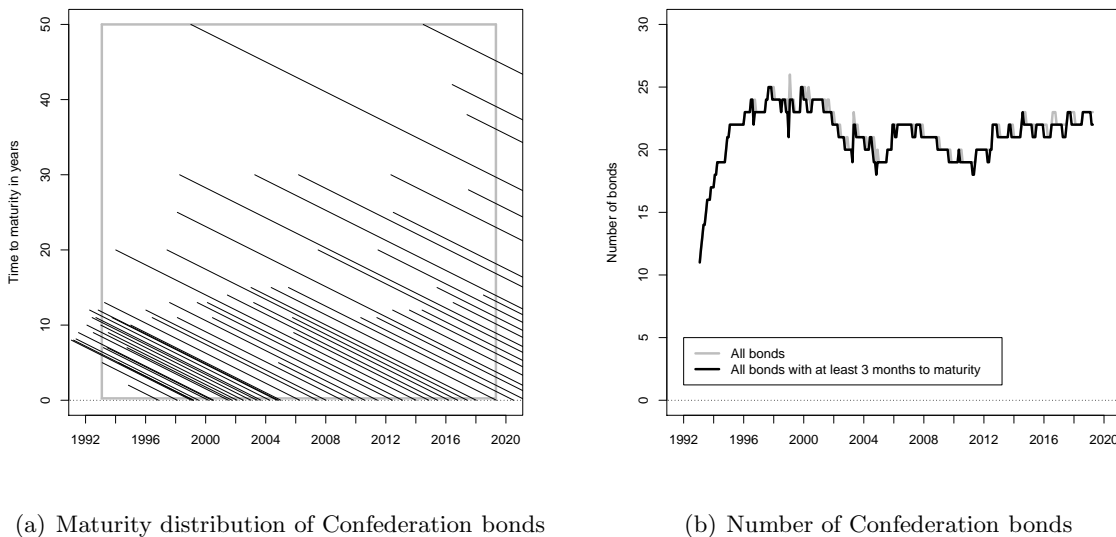 Time to maturity in years
50
40
30
20
10
0
1992 1996 2000 2004 2008 2012 2016 2020
(a) Maturity distribution of Confederation bonds
Number of bonds
30
25
20
15
10
5
0
All bonds
All bonds with at least 3 months to maturity
1992 1996 2000 2004 2008 2012 2016 2020
(b) Number of Confederation bonds